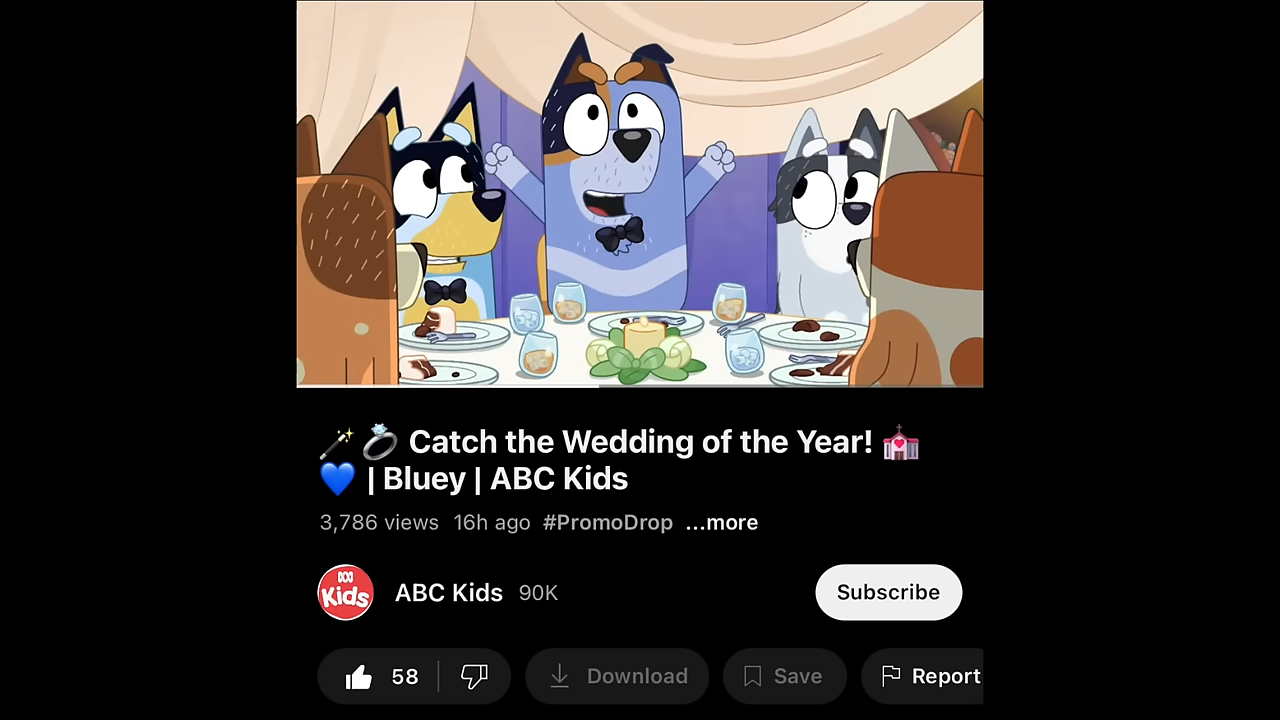 🪄💍 Catch the Wedding of the Year! 💒
💙 | Bluey | ABC Kids
3,786 views 16h ago #PromoDrop ...more
Kids
ABC Kids 90K
Subscribe
58
Download
Save
Report